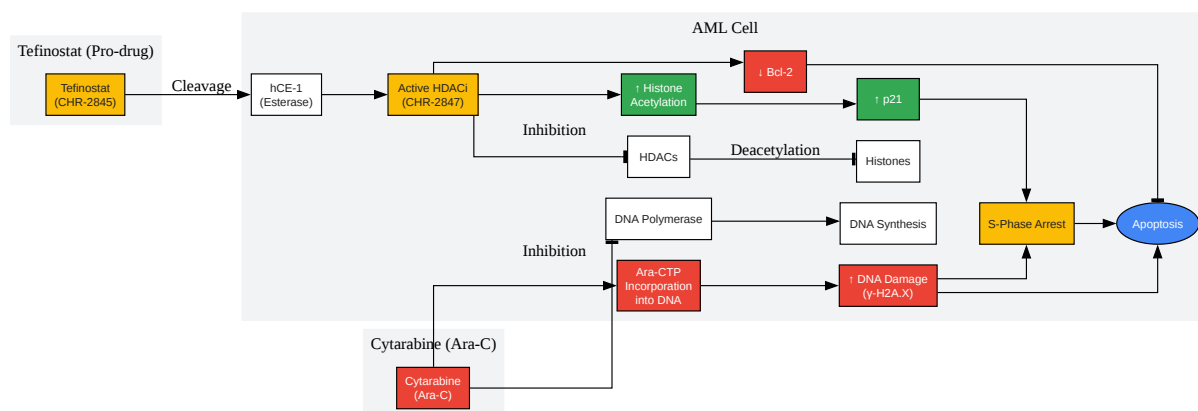 AML Cell
Tefinostat (Pro-drug)
Tefinostat
(CHR-2845)
Cleavage
hCE-1
(Esterase)
Active HDACi
(CHR-2847)
↓ Bcl-2
↑ Histone
Acetylation
↑ p21
Inhibition
HDACs
Deacetylation
Histones
DNA Polymerase
DNA Synthesis
S-Phase Arrest
Apoptosis
Inhibition
Ara-CTP
Incorporation
into DNA
↑ DNA Damage
(γ-H2A.X)
Cytarabine (Ara-C)
Cytarabine
(Ara-C)